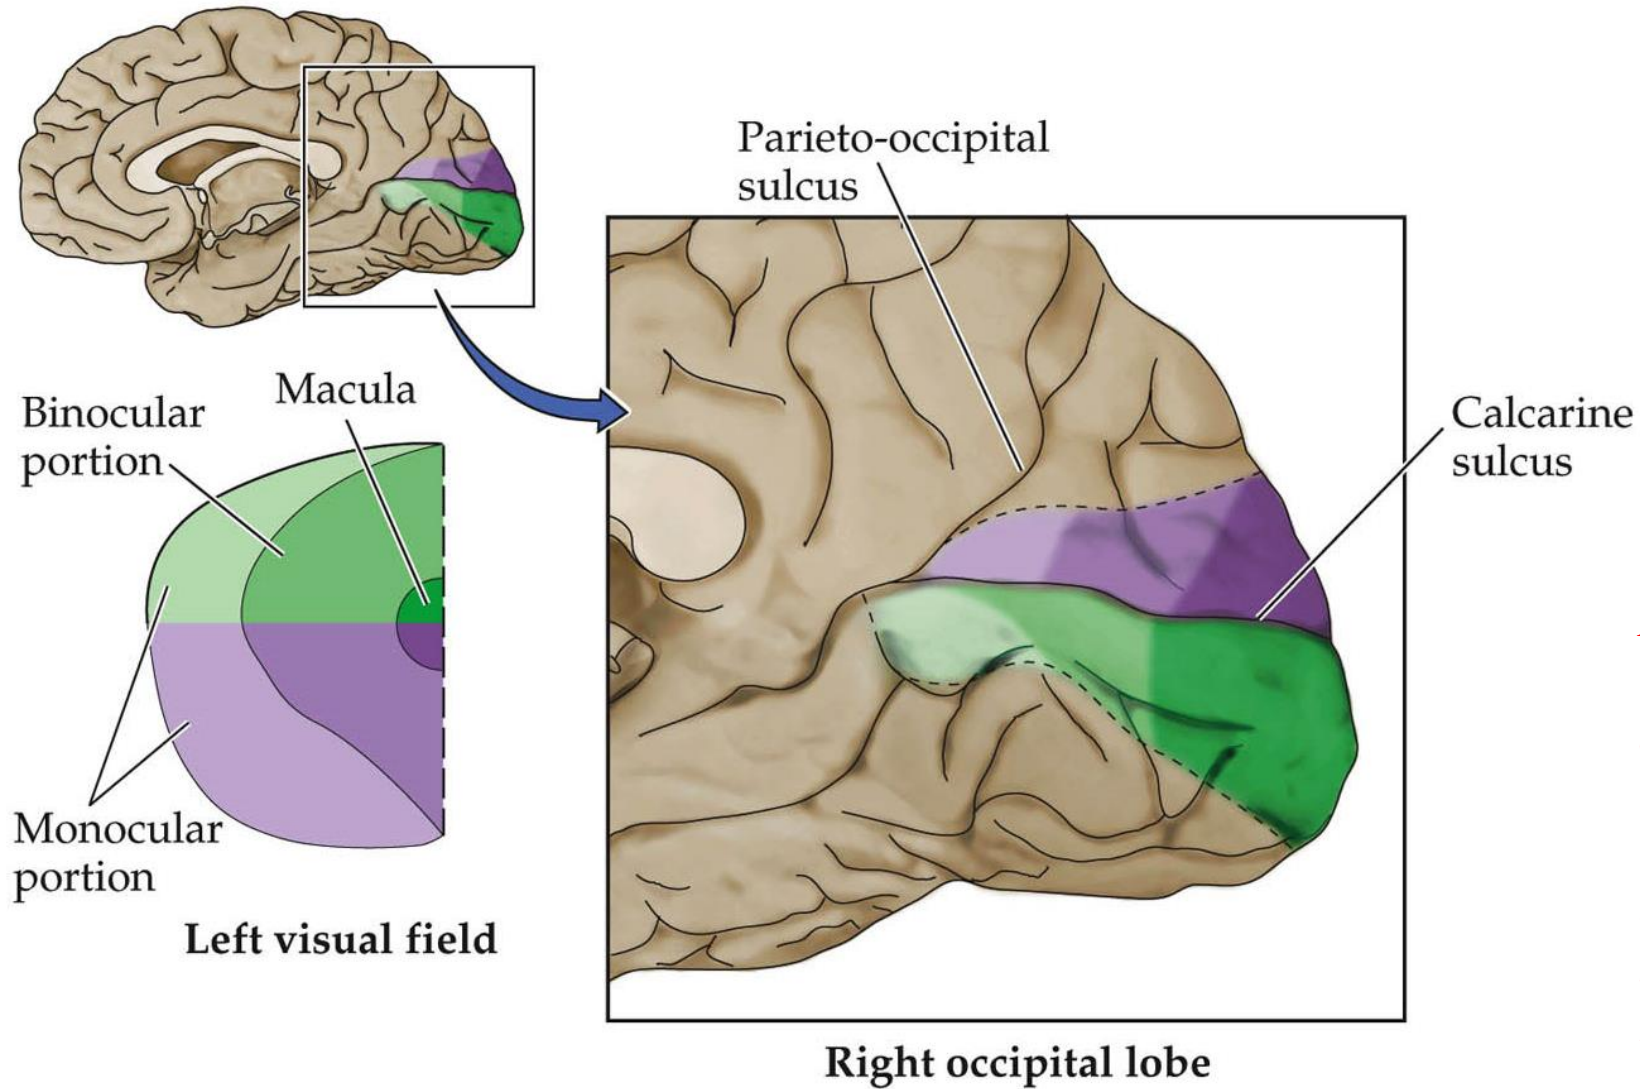 Parieto-occipital
sulcus
Macula
Binocular
portion
Calcarine
sulcus
Monocular
portion
Left visual field
Right occipital lobe